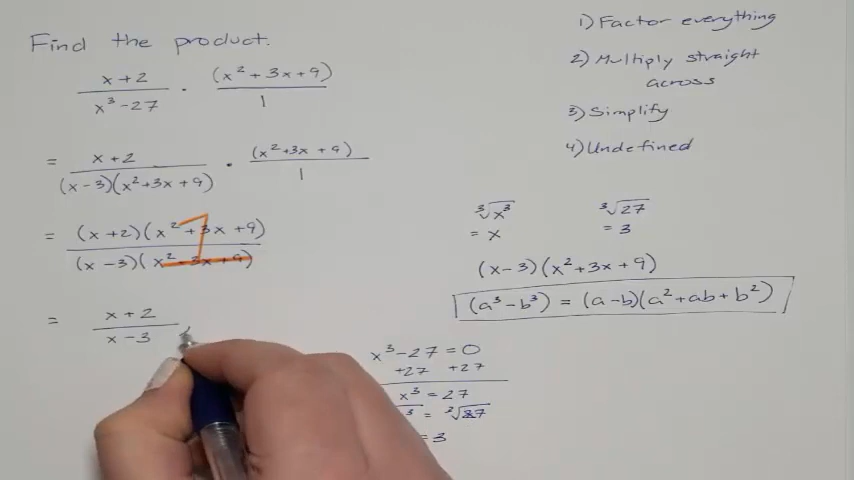 Find the product.
x+2 / x³-27 · (x²+3x+9) / 1
= x+2 / (x-3)(x²+3x+9) · (x²+3x+9) / 1
= (x+2)(x²+3x+9) / (x-3)(x²+3x+9)
= x+2 / x-3
1) Factor everything
2) Multiply straight
across
3) Simplify
4) Undefined
∛x³ ∛27
= x = 3
(x-3)(x²+3x+9)
(a³-b³) = (a-b)(a²+ab+b²)
x³-27 = 0
+27 +27
x³ = 27
= ∛27
= 3